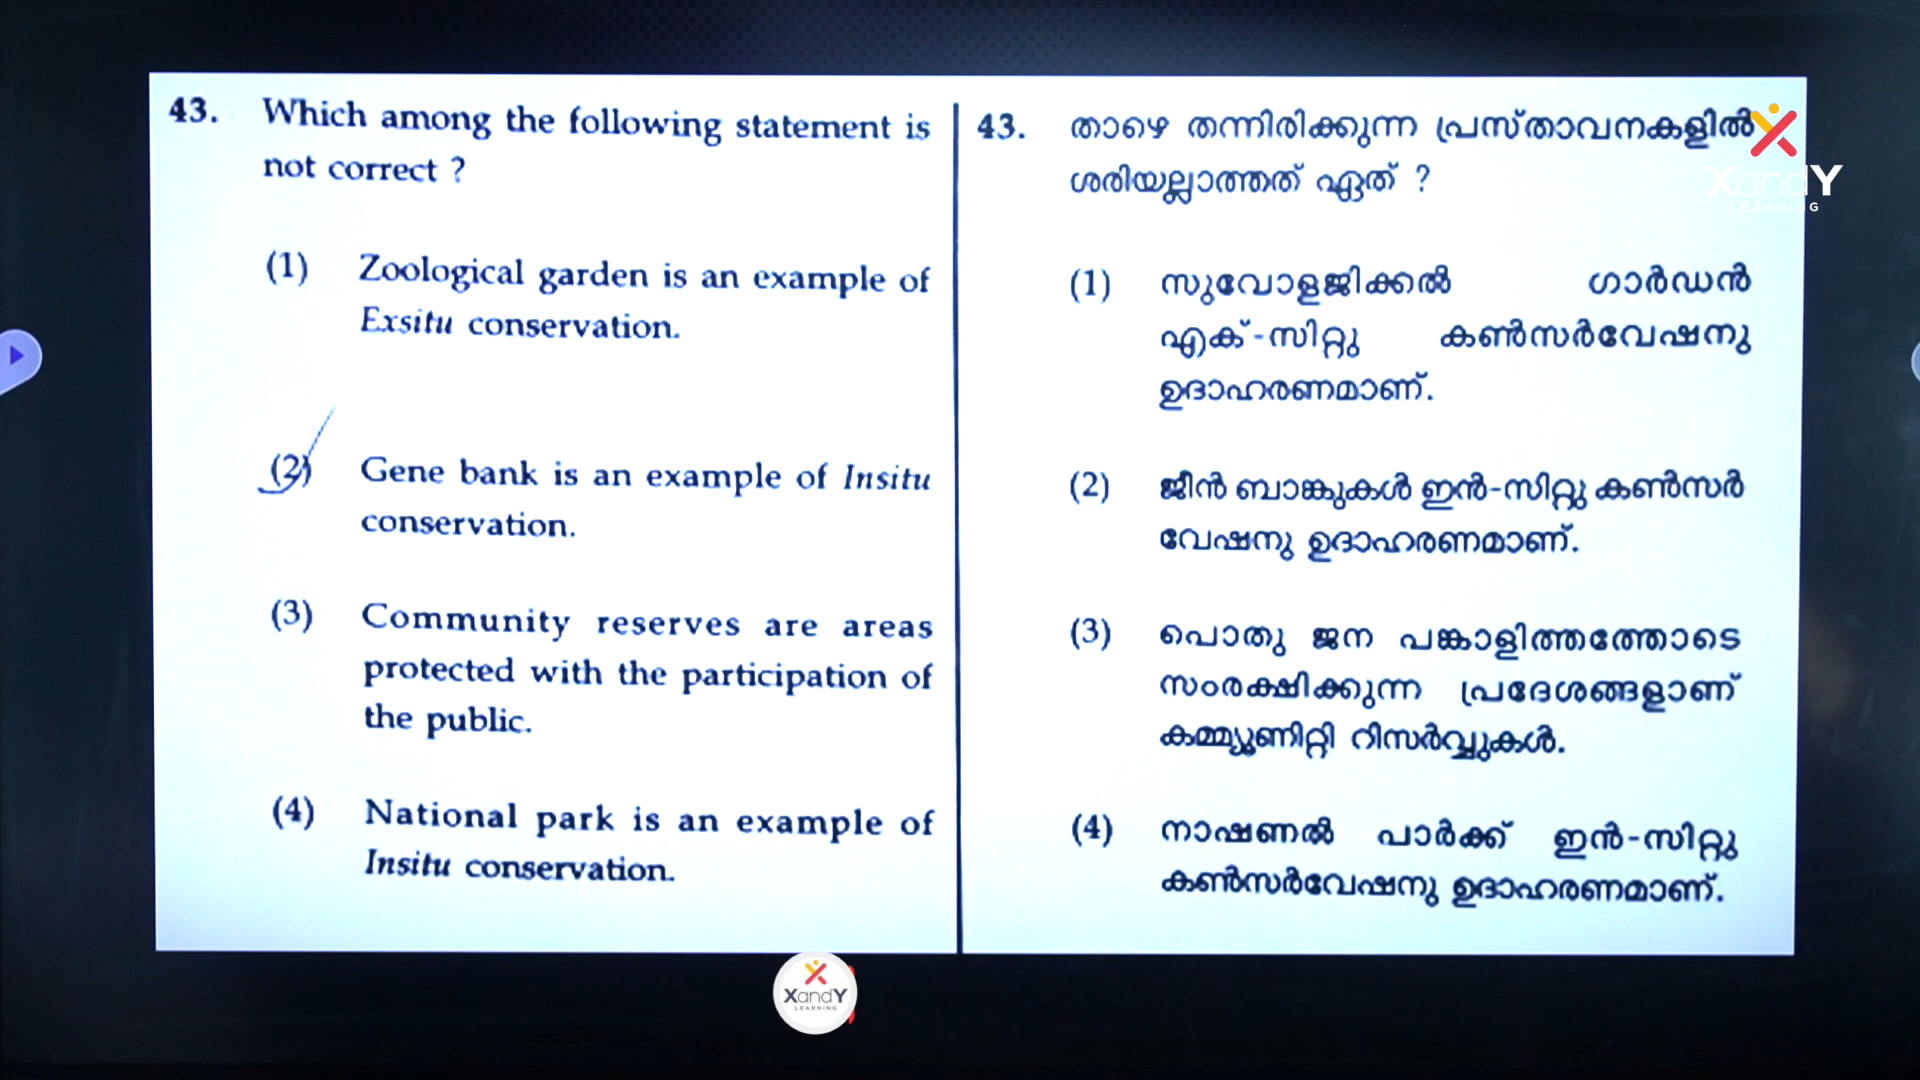 43. Which among the following statement is
not correct ?
(1) Zoological garden is an example of
Exsitu conservation.
(2) Gene bank is an example of Insitu
conservation.
(3) Community reserves are areas
protected with the participation of
the public.
(4) National park is an example of
Insitu conservation.
43. താഴെ തന്നിരിക്കുന്ന പ്രസ്താവനകളിൽ
ശരിയല്ലാത്തത് ഏത് ?
(1) സുവോളജിക്കൽ ഗാർഡൻ
എക്-സിറ്റു കൺസർവേഷനു
ഉദാഹരണമാണ്.
(2) ജീൻ ബാങ്കുകൾ ഇൻ-സിറ്റു കൺസർ
വേഷനു ഉദാഹരണമാണ്.
(3) പൊതു ജന പങ്കാളിത്തത്തോടെ
സംരക്ഷിക്കുന്ന പ്രദേശങ്ങളാണ്
കമ്മ്യൂണിറ്റി റിസർവ്വുകൾ.
(4) നാഷണൽ പാർക്ക് ഇൻ-സിറ്റു
കൺസർവേഷനു ഉദാഹരണമാണ്.
XandY
LEARNING
XandY
LEARNING